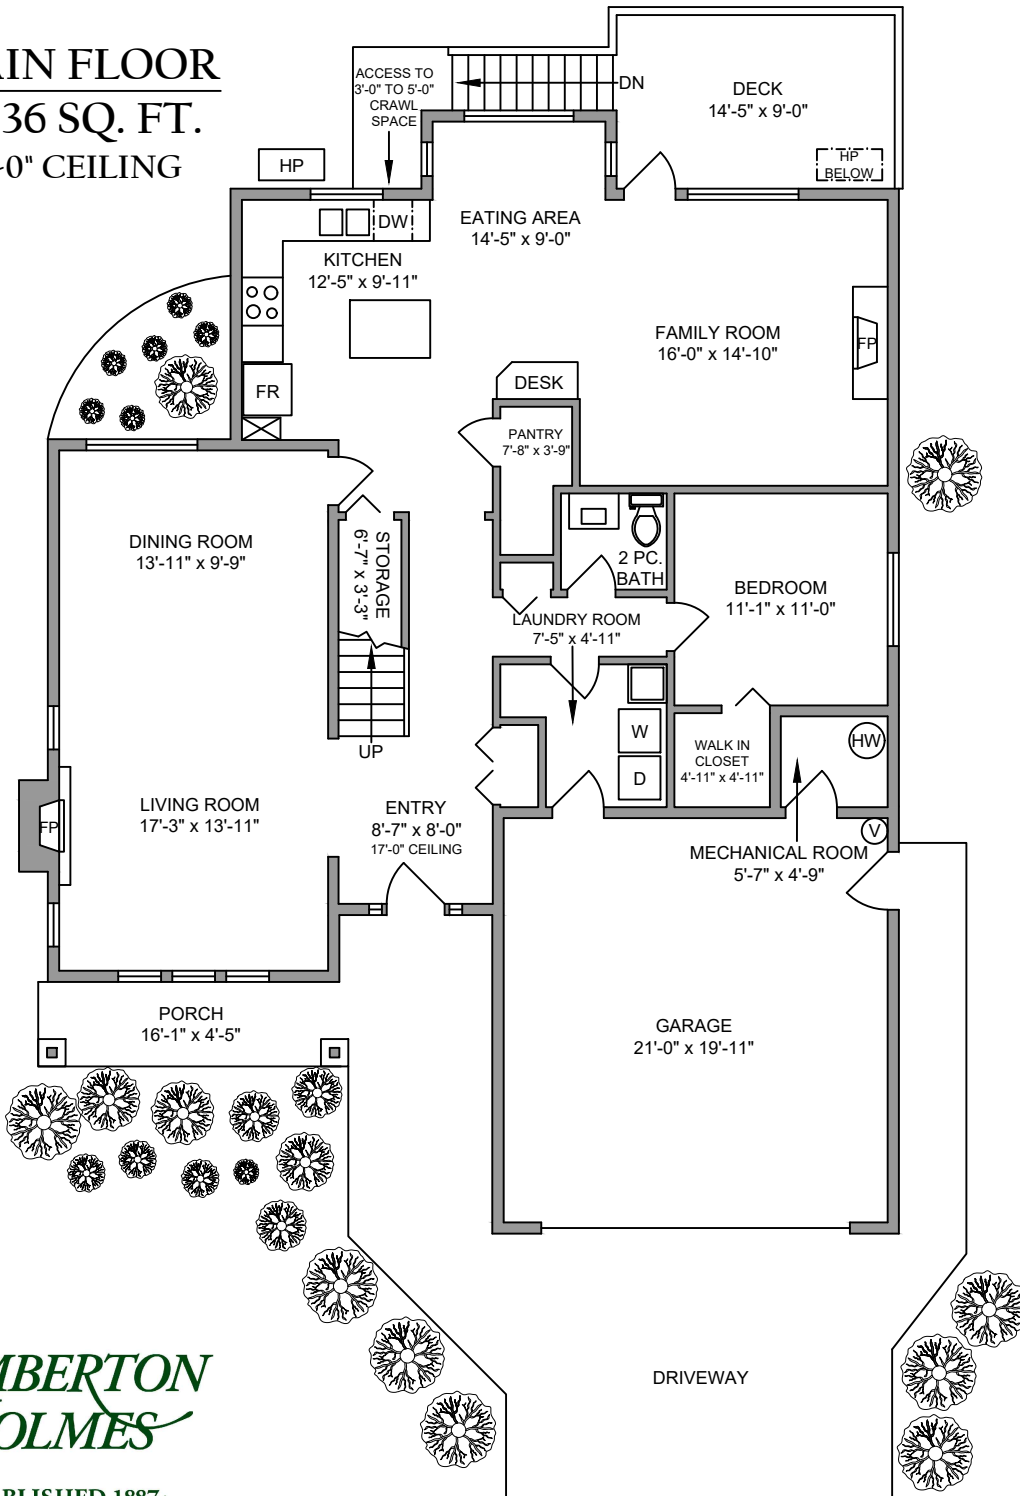 AIN FLOOR
36 SQ. FT.
-0" CEILING
ACCESS TO
3'-0" TO 5'-0"
CRAWL
SPACE
DN
DECK
14'-5" x 9'-0"
HP
HP
BELOW
DW
EATING AREA
14'-5" x 9'-0"
KITCHEN
12'-5" x 9'-11"
FAMILY ROOM
16'-0" x 14'-10"
FP
FR
DESK
PANTRY
7'-8" x 3'-9"
DINING ROOM
13'-11" x 9'-9"
STORAGE
6'-7" x 3'-3"
2 PC.
BATH
BEDROOM
11'-1" x 11'-0"
LAUNDRY ROOM
7'-5" x 4'-11"
W
D
UP
WALK IN
CLOSET
4'-11" x 4'-11"
HW
LIVING ROOM
17'-3" x 13'-11"
FP
ENTRY
8'-7" x 8'-0"
17'-0" CEILING
V
MECHANICAL ROOM
5'-7" x 4'-9"
PORCH
16'-1" x 4'-5"
GARAGE
21'-0" x 19'-11"
DRIVEWAY
MBERTON
OLMES
BLISHED 1887